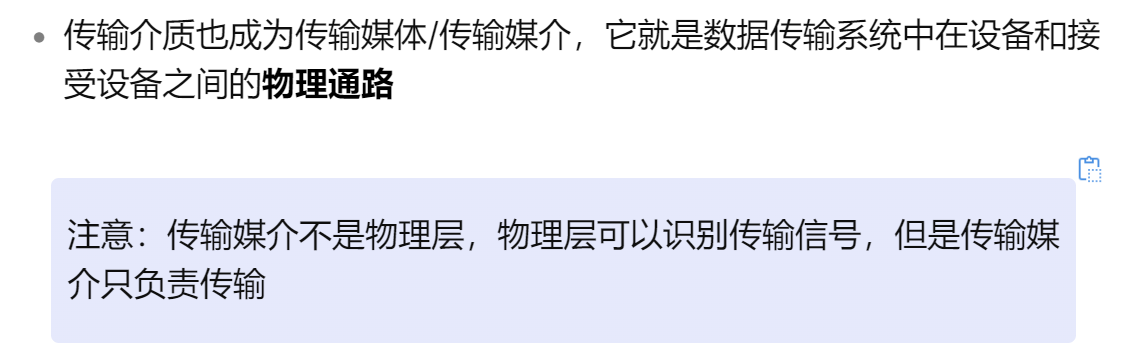 传输介质也成为传输媒体/传输媒介，它就是数据传输系统中在设备和接
受设备之间的物理通路
注意：传输媒介不是物理层，物理层可以识别传输信号，但是传输媒
介只负责传输